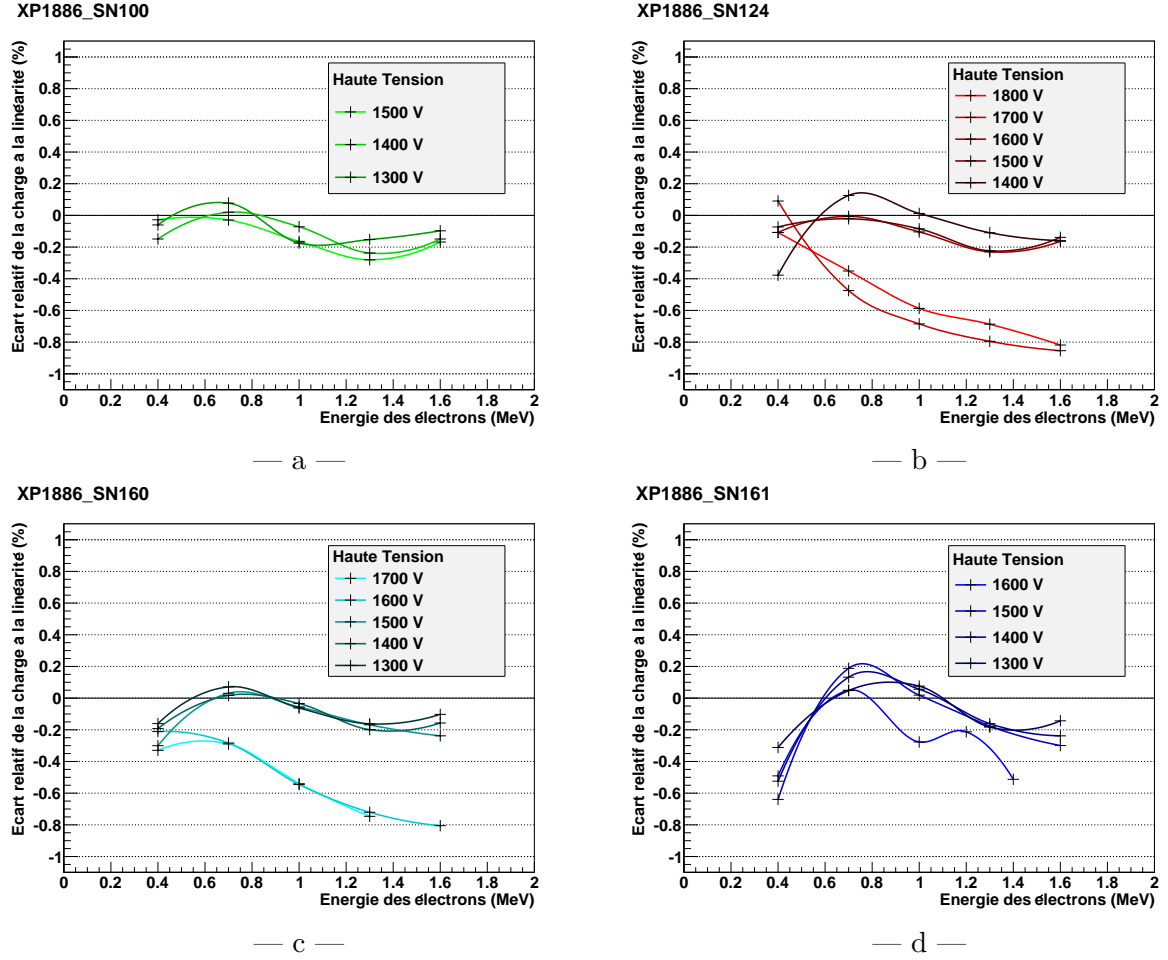 XP1886_SN100
Ecart relatif de la charge a la linéarité (%)
1
0.8
0.6
0.4
0.2
0
-0.2
-0.4
-0.6
-0.8
-1
Haute Tension
1500 V
1400 V
1300 V
0 0.2 0.4 0.6 0.8 1 1.2 1.4 1.6 1.8 2
Energie des électrons (MeV)
— a —
XP1886_SN124
Ecart relatif de la charge a la linéarité (%)
1
0.8
0.6
0.4
0.2
0
-0.2
-0.4
-0.6
-0.8
-1
Haute Tension
1800 V
1700 V
1600 V
1500 V
1400 V
0 0.2 0.4 0.6 0.8 1 1.2 1.4 1.6 1.8 2
Energie des électrons (MeV)
— b —
XP1886_SN160
Ecart relatif de la charge a la linéarité (%)
1
0.8
0.6
0.4
0.2
0
-0.2
-0.4
-0.6
-0.8
-1
Haute Tension
1700 V
1600 V
1500 V
1400 V
1300 V
0 0.2 0.4 0.6 0.8 1 1.2 1.4 1.6 1.8 2
Energie des électrons (MeV)
— c —
XP1886_SN161
Ecart relatif de la charge a la linéarité (%)
1
0.8
0.6
0.4
0.2
0
-0.2
-0.4
-0.6
-0.8
-1
Haute Tension
1600 V
1500 V
1400 V
1300 V
0 0.2 0.4 0.6 0.8 1 1.2 1.4 1.6 1.8 2
Energie des électrons (MeV)
— d —